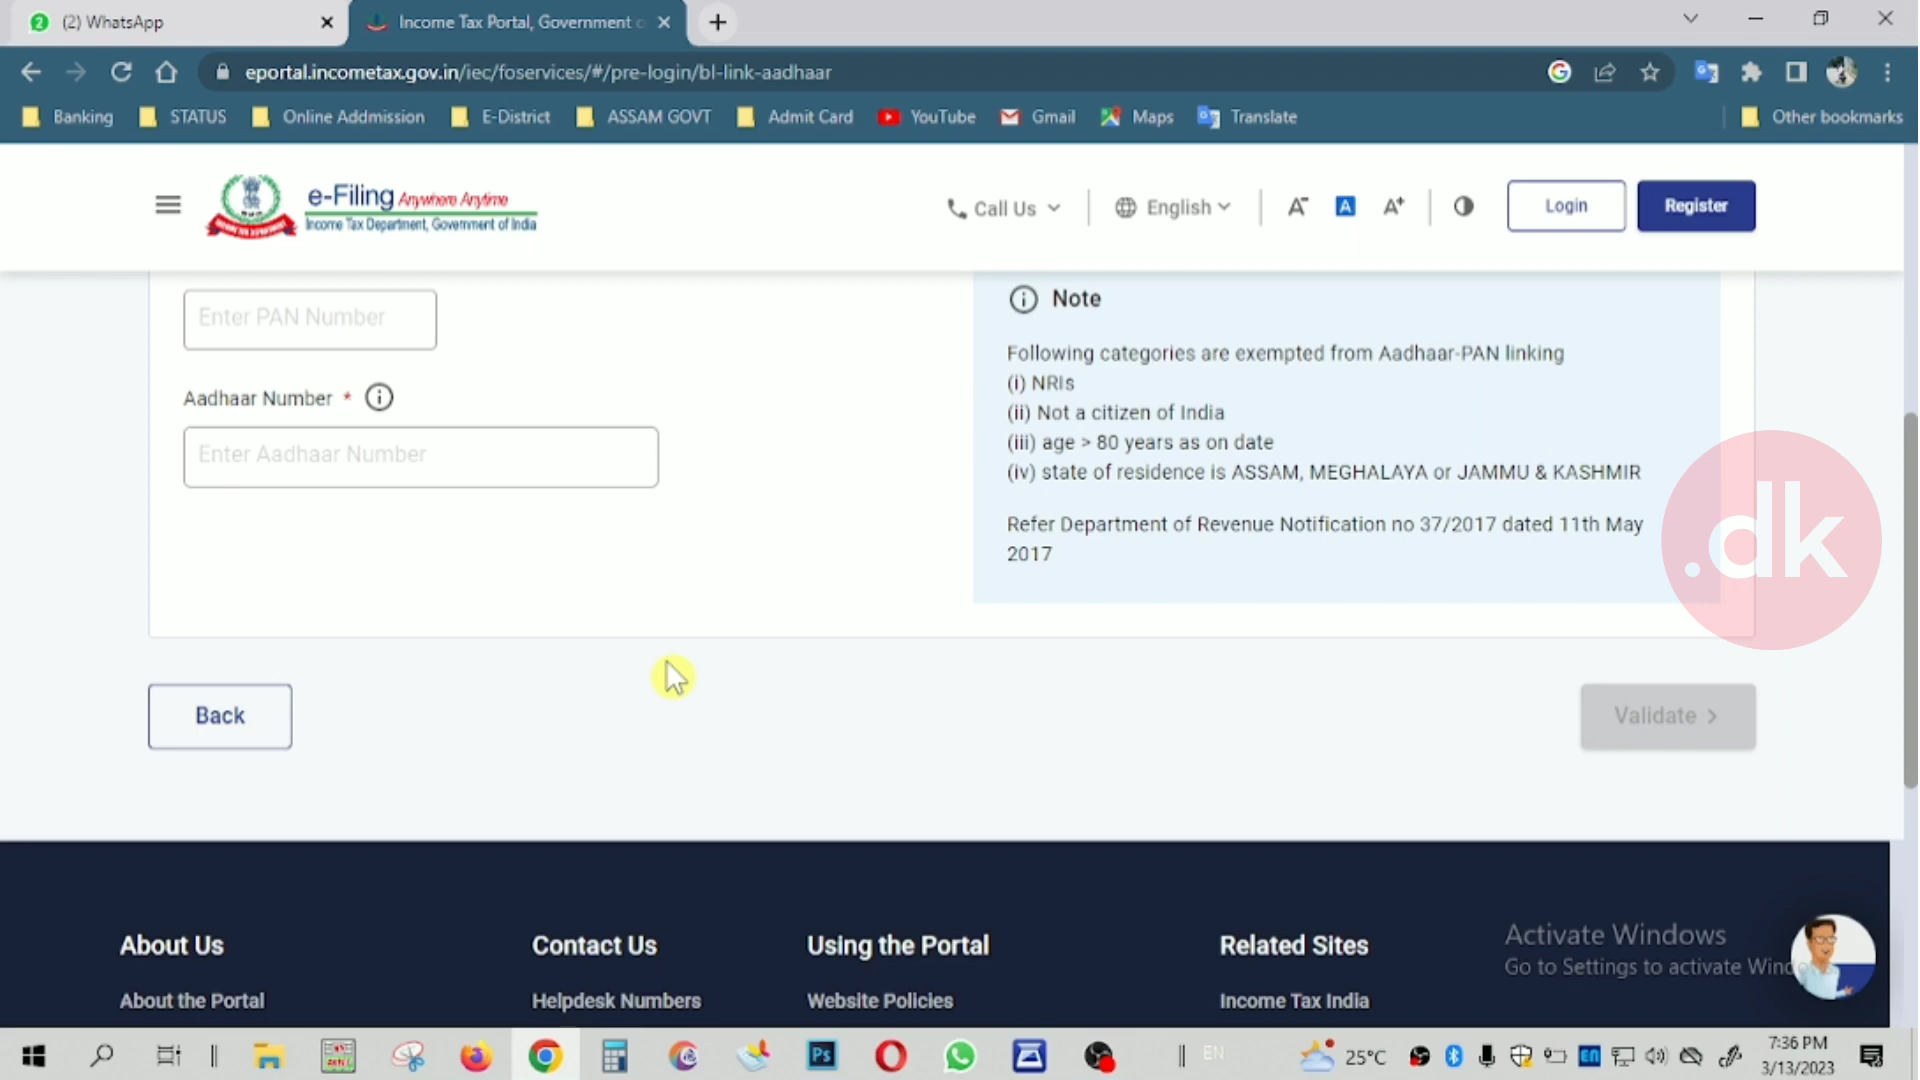 (2) WhatsApp
Income Tax Portal, Government o
eportal.incometax.gov.in/iec/foservices/#/pre-login/bl-link-aadhaar
Banking STATUS Online Addmission E-District ASSAM GOVT Admit Card YouTube Gmail Maps Translate Other bookmarks
e-Filing Anywhere Anytime
Income Tax Department, Government of India
Call Us English A- A A+ Login Register
Enter PAN Number
Aadhaar Number *
Enter Aadhaar Number
Note
Following categories are exempted from Aadhaar-PAN linking
(i) NRIs
(ii) Not a citizen of India
(iii) age > 80 years as on date
(iv) state of residence is ASSAM, MEGHALAYA or JAMMU & KASHMIR
Refer Department of Revenue Notification no 37/2017 dated 11th May
2017
.dk
Back
Validate >
About Us Contact Us Using the Portal Related Sites
About the Portal Helpdesk Numbers Website Policies Income Tax India
Activate Windows
Go to Settings to activate Wind
Ps
EN
25°C
7:36 PM
3/13/2023